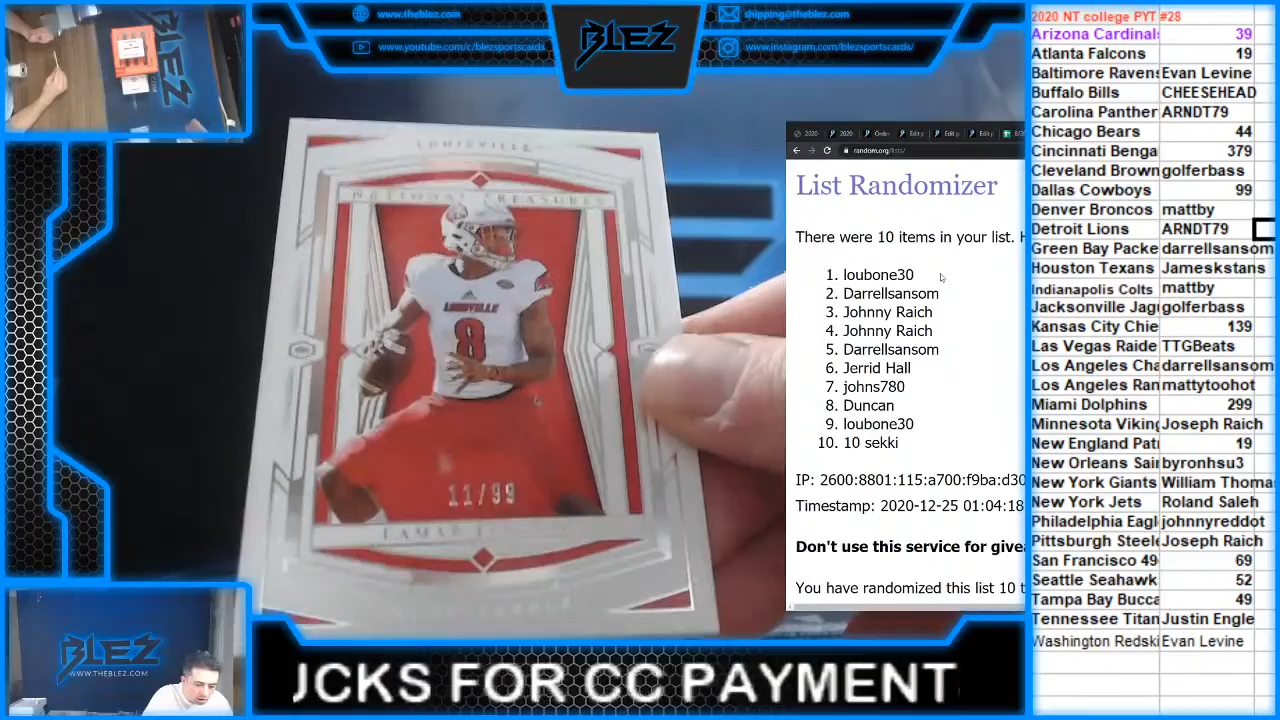 www.theblez.com
www.youtube.com/c/blezsportscards
BLEZ
shipping@theblez.com
www.instagram.com/blezsportscards/
LOUISVILLE
NATIONAL TREASURES
LOUISVILLE
8
11/99
LAMAR
random.org/lists/
List Randomizer
There were 10 items in your list. H
1. loubone30
2. Darrellsansom
3. Johnny Raich
4. Johnny Raich
5. Darrellsansom
6. Jerrid Hall
7. johns780
8. Duncan
9. loubone30
10. 10 sekki
IP: 2600:8801:115:a700:f9ba:d30
Timestamp: 2020-12-25 01:04:18
Don't use this service for givea
You have randomized this list 10 t
2020 NT college PYT #28
Arizona Cardinals 39
Atlanta Falcons 19
Baltimore Ravens Evan Levine
Buffalo Bills CHEESEHEAD
Carolina Panther ARNDT79
Chicago Bears 44
Cincinnati Benga 379
Cleveland Brown golferbass
Dallas Cowboys 99
Denver Broncos mattby
Detroit Lions ARNDT79
Green Bay Packe darrellsansom
Houston Texans Jameskstans
Indianapolis Colts mattby
Jacksonville Jag golferbass
Kansas City Chie 139
Las Vegas Raide TTGBeats
Los Angeles Cha darrellsansom
Los Angeles Ran mattytoohot
Miami Dolphins 299
Minnesota Viking Joseph Raich
New England Patr 19
New Orleans Sai byronhsu3
New York Giants William Thomas
New York Jets Roland Saleh
Philadelphia Eagl johnnyreddot
Pittsburgh Steele Joseph Raich
San Francisco 49 69
Seattle Seahawk 52
Tampa Bay Bucca 49
Tennessee Titan Justin Engle
Washington Redski Evan Levine
BLEZ
WWW.THEBLEZ.COM
UCKS FOR CC PAYMENT